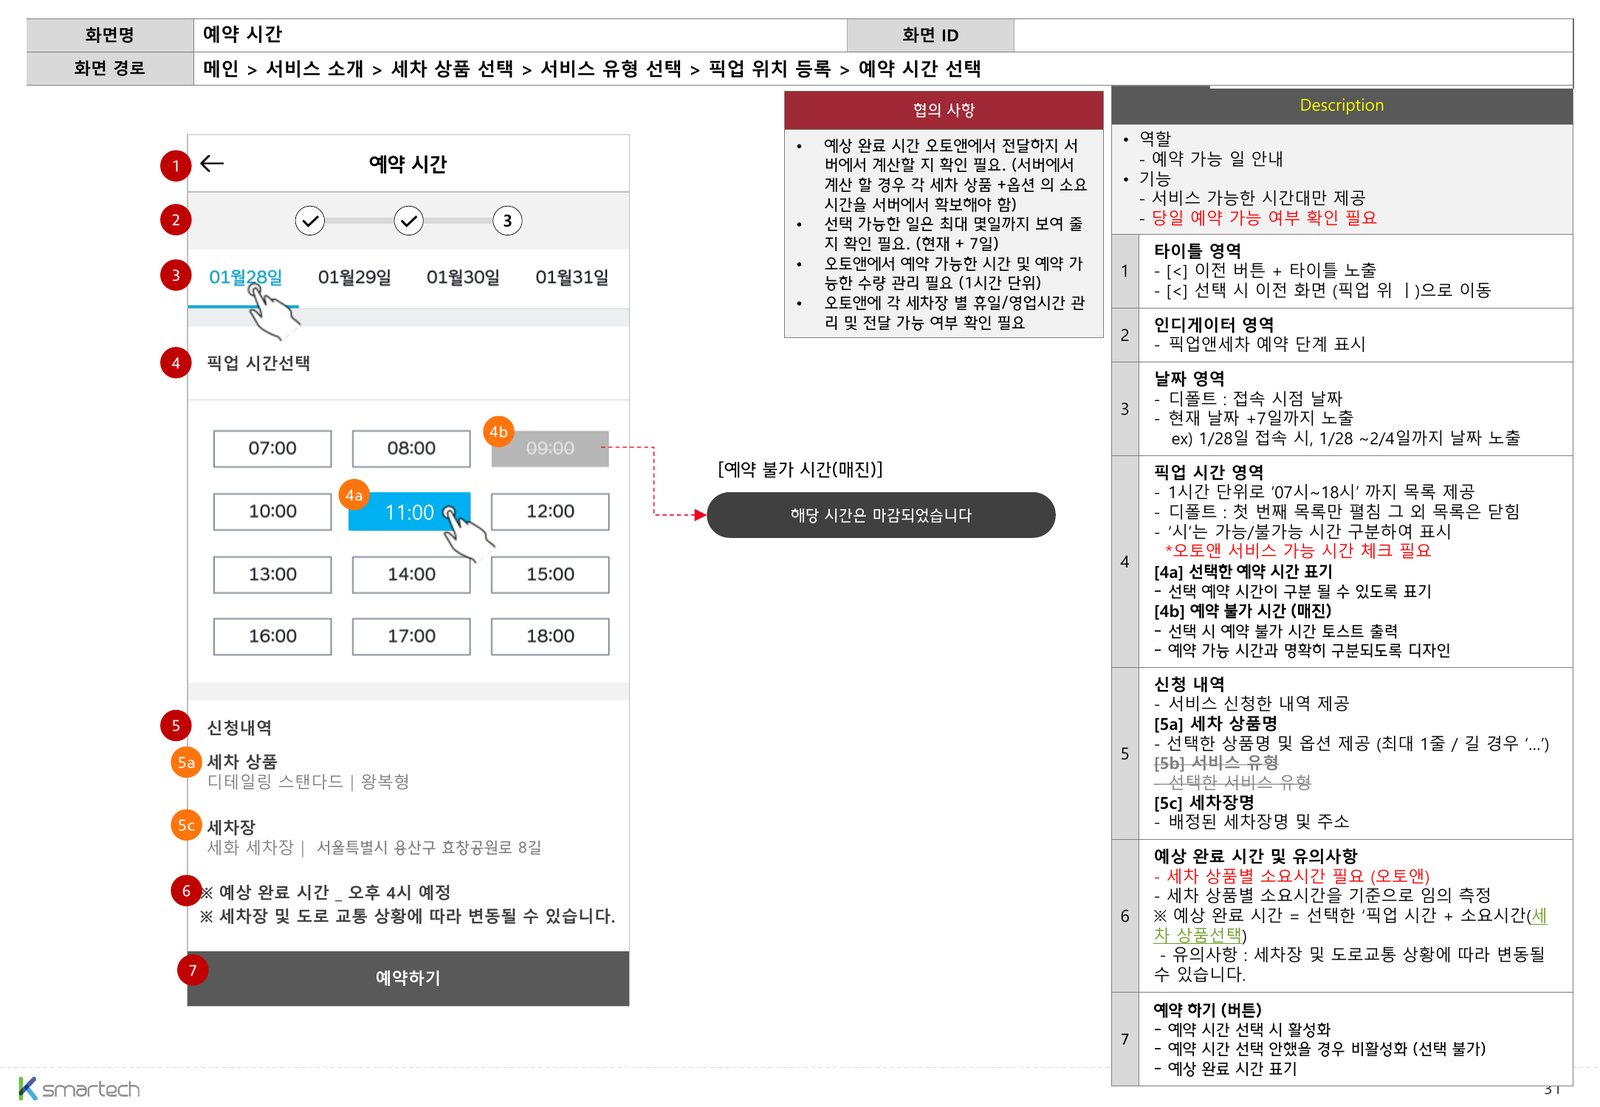 화면명
예약 시간
화면 ID
화면 경로
메인 > 서비스 소개 > 세차 상품 선택 > 서비스 유형 선택 > 픽업 위치 등록 > 예약 시간 선택
1
예약 시간
2
3
3
01월28일
01월29일
01월30일
01월31일
4
픽업 시간선택
07:00
08:00
4b
09:00
10:00
4a
11:00
12:00
13:00
14:00
15:00
16:00
17:00
18:00
5
신청내역
5a
세차 상품
디테일링 스탠다드 | 왕복형
5c
세차장
세화 세차장 | 서울특별시 용산구 효창공원로 8길
6
※ 예상 완료 시간 _ 오후 4시 예정
※ 세차장 및 도로 교통 상황에 따라 변동될 수 있습니다.
7
예약하기
[예약 불가 시간(매진)]
해당 시간은 마감되었습니다
협의 사항
• 예상 완료 시간 오토앤에서 전달하지 서
버에서 계산할 지 확인 필요. (서버에서
계산 할 경우 각 세차 상품 +옵션 의 소요
시간을 서버에서 확보해야 함)
• 선택 가능한 일은 최대 몇일까지 보여 줄
지 확인 필요. (현재 + 7일)
• 오토앤에서 예약 가능한 시간 및 예약 가
능한 수량 관리 필요 (1시간 단위)
• 오토앤에 각 세차장 별 휴일/영업시간 관
리 및 전달 가능 여부 확인 필요
Description
• 역할
- 예약 가능 일 안내
• 기능
- 서비스 가능한 시간대만 제공
- 당일 예약 가능 여부 확인 필요
1
타이틀 영역
- [<] 이전 버튼 + 타이틀 노출
- [<] 선택 시 이전 화면 (픽업 위ㅣ)으로 이동
2
인디게이터 영역
- 픽업앤세차 예약 단계 표시
3
날짜 영역
- 디폴트 : 접속 시점 날짜
- 현재 날짜 +7일까지 노출
ex) 1/28일 접속 시, 1/28 ~2/4일까지 날짜 노출
4
픽업 시간 영역
- 1시간 단위로 ‘07시~18시’ 까지 목록 제공
- 디폴트 : 첫 번째 목록만 펼침 그 외 목록은 닫힘
- ‘시’는 가능/불가능 시간 구분하여 표시
*오토앤 서비스 가능 시간 체크 필요
[4a] 선택한 예약 시간 표기
- 선택 예약 시간이 구분 될 수 있도록 표기
[4b] 예약 불가 시간 (매진)
- 선택 시 예약 불가 시간 토스트 출력
- 예약 가능 시간과 명확히 구분되도록 디자인
5
신청 내역
- 서비스 신청한 내역 제공
[5a] 세차 상품명
- 선택한 상품명 및 옵션 제공 (최대 1줄 / 길 경우 ‘…’)
[5b] 서비스 유형
- 선택한 서비스 유형
[5c] 세차장명
- 배정된 세차장명 및 주소
6
예상 완료 시간 및 유의사항
- 세차 상품별 소요시간 필요 (오토앤)
- 세차 상품별 소요시간을 기준으로 임의 측정
※ 예상 완료 시간 = 선택한 ‘픽업 시간 + 소요시간(세
차 상품선택)
- 유의사항 : 세차장 및 도로교통 상황에 따라 변동될
수 있습니다.
7
예약 하기 (버튼)
- 예약 시간 선택 시 활성화
- 예약 시간 선택 안했을 경우 비활성화 (선택 불가)
- 예상 완료 시간 표기
K smartech
31